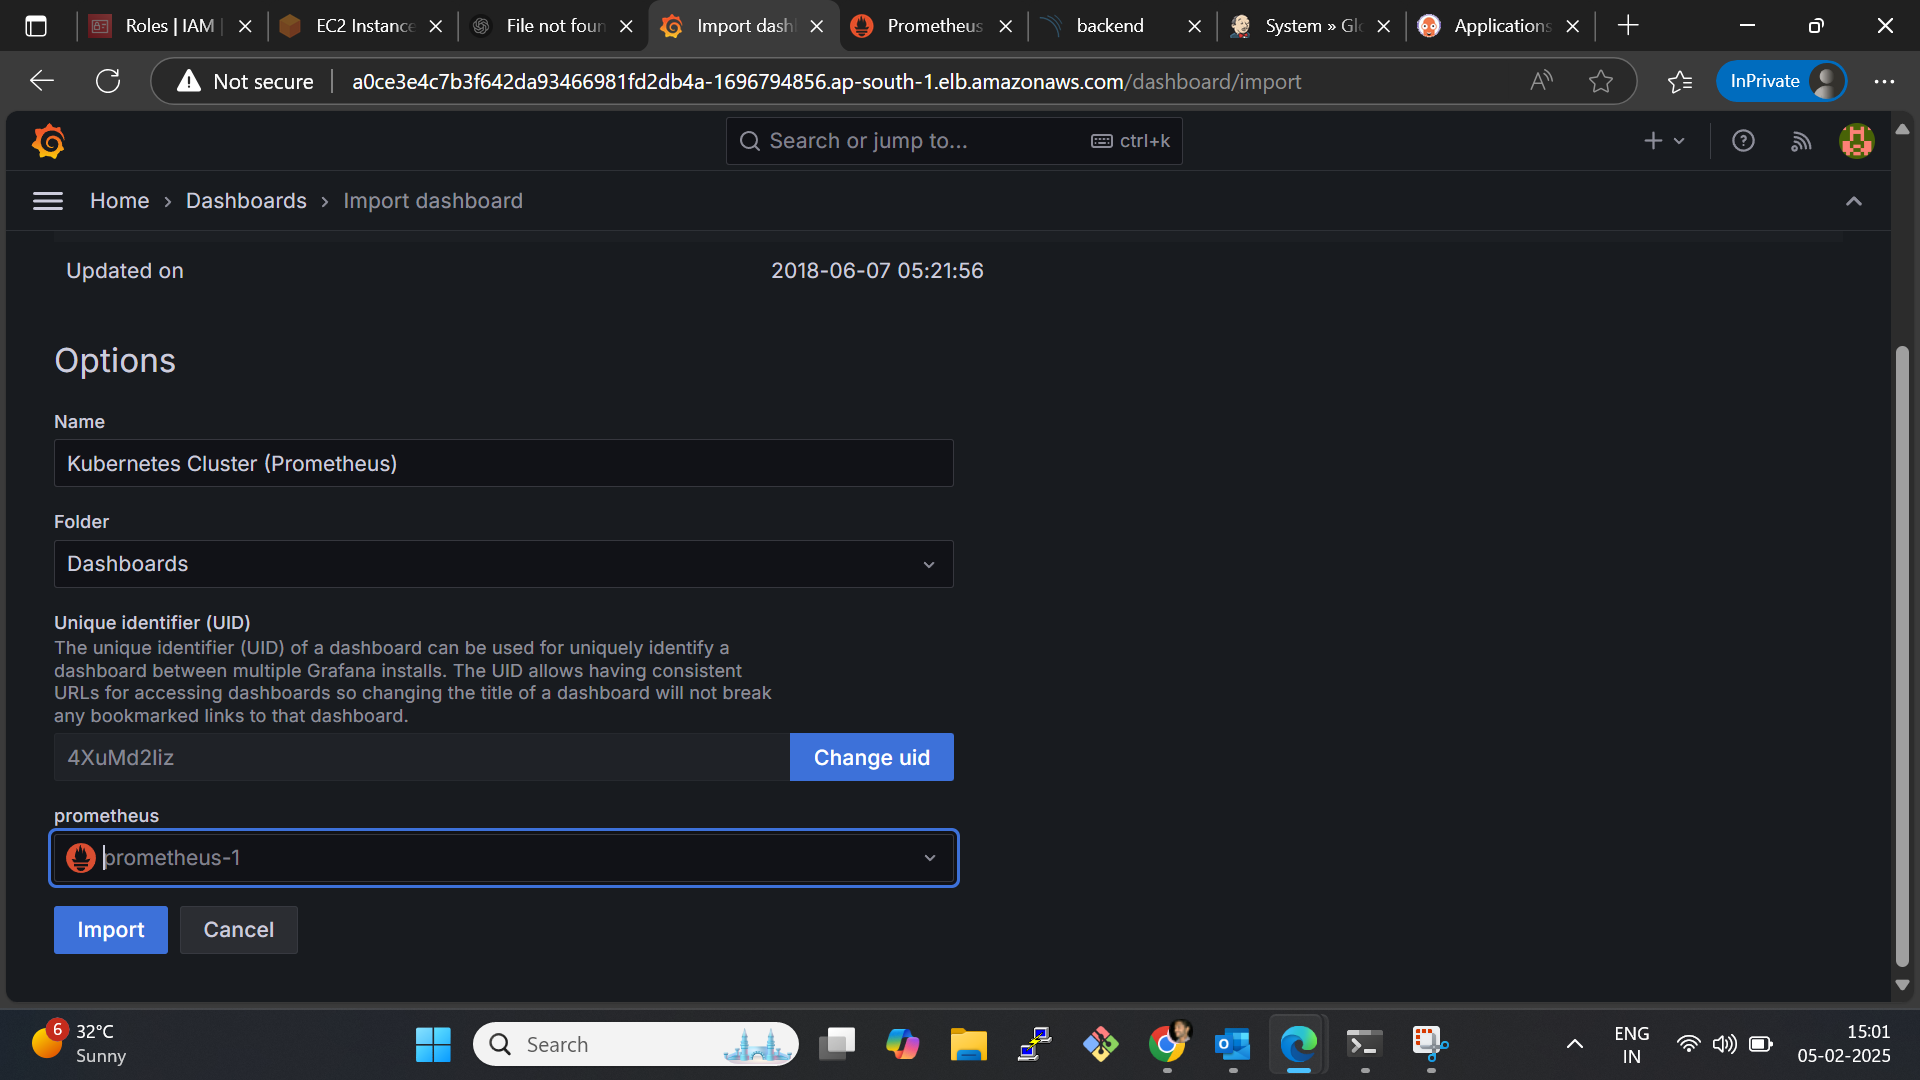 Roles | IAM
EC2 Instance
File not foun
Import dash
Prometheus
backend
System » Gl
Applications
Not secure
a0ce3e4c7b3f642da93466981fd2db4a-1696794856.ap-south-1.elb.amazonaws.com/dashboard/import
InPrivate
Search or jump to...
ctrl+k
Home › Dashboards › Import dashboard
Updated on
2018-06-07 05:21:56
Options
Name
Kubernetes Cluster (Prometheus)
Folder
Dashboards
Unique identifier (UID)
The unique identifier (UID) of a dashboard can be used for uniquely identify a
dashboard between multiple Grafana installs. The UID allows having consistent
URLs for accessing dashboards so changing the title of a dashboard will not break
any bookmarked links to that dashboard.
4XuMd2Iiz
Change uid
prometheus
prometheus-1
Import
Cancel
6
32°C
Sunny
Search
ENG
IN
15:01
05-02-2025